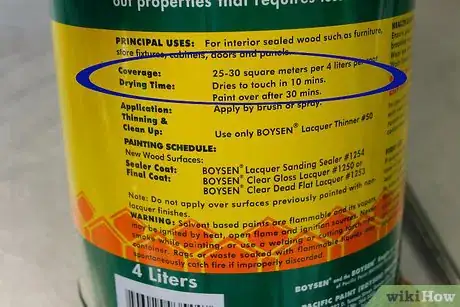 out properties that requires
PRINCIPAL USES: For interior sealed wood such as furniture,
store fixtures, cabinets, doors and panels.
Coverage: 25-30 square meters per 4 liters per
Drying Time: Dries to touch in 10 mins.
Paint over after 30 mins.
Application: Apply by brush or spray.
Thinning &
Clean Up: Use only BOYSEN® Lacquer Thinner #50
PAINTING SCHEDULE:
New Wood Surfaces:
Sealer Coat: BOYSEN® Lacquer Sanding Sealer #1254
Final Coat: BOYSEN® Clear Gloss Lacquer #1250 or
BOYSEN® Clear Dead Flat Lacquer #1253
Note: Do not apply over surfaces previously painted with non-
lacquer finishes.
WARNING: Solvent based paints are flammable and its vapors
may be ignited by heat, open flame and ignition sources. Never
smoke while painting, or use a welding or cutting torch
container. Rags or waste soaked with flammable liquids
spontaneously catch fire if improperly discarded.
4 Liters
BOYSEN® and the BOYSEN®
PACIFIC PAINT
wikiHow